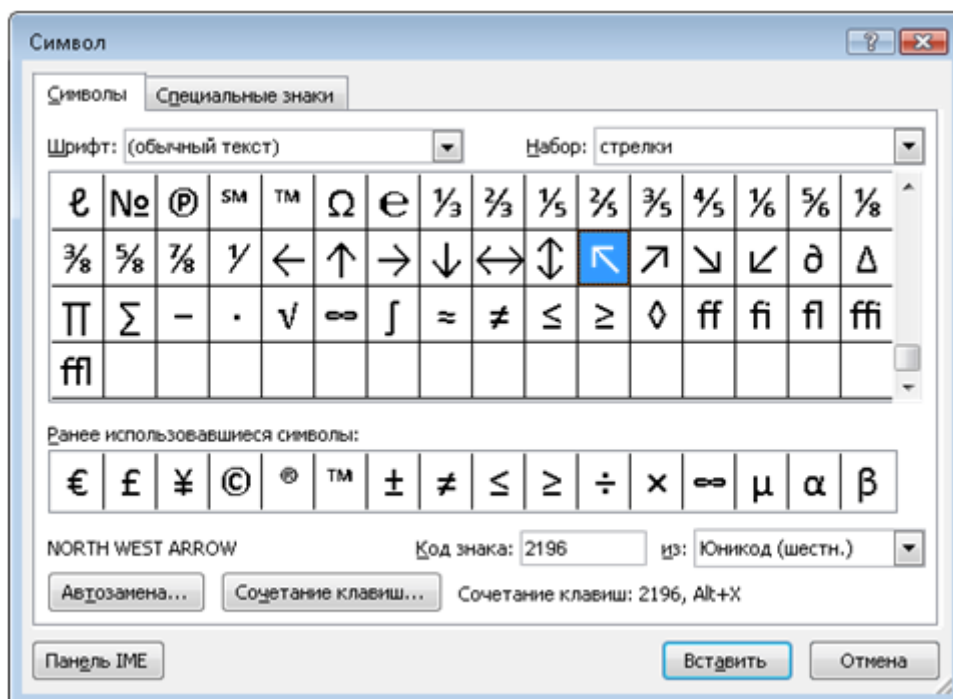 Символ
Символы Специальные знаки
Шрифт: (обычный текст) Набор: стрелки
ℓ № ℗ ℠ ™ Ω ℮ ⅓ ⅔ ⅕ ⅖ ⅗ ⅘ ⅙ ⅚ ⅛
⅜ ⅝ ⅞ ⅟ ← ↑ → ↓ ↔ ↕ ↖ ↗ ↘ ↙ ∂ ∆
∏ ∑ − ∙ √ ∞ ∫ ≈ ≠ ≤ ≥ ◊ ff fi fl ffi
ffl
Ранее использовавшиеся символы:
€ £ ¥ © ® ™ ± ≠ ≤ ≥ ÷ × ∞ µ α β
NORTH WEST ARROW Код знака: 2196 из: Юникод (шестн.)
Автозамена... Сочетание клавиш... Сочетание клавиш: 2196, Alt+X
Панель IME Вставить Отмена